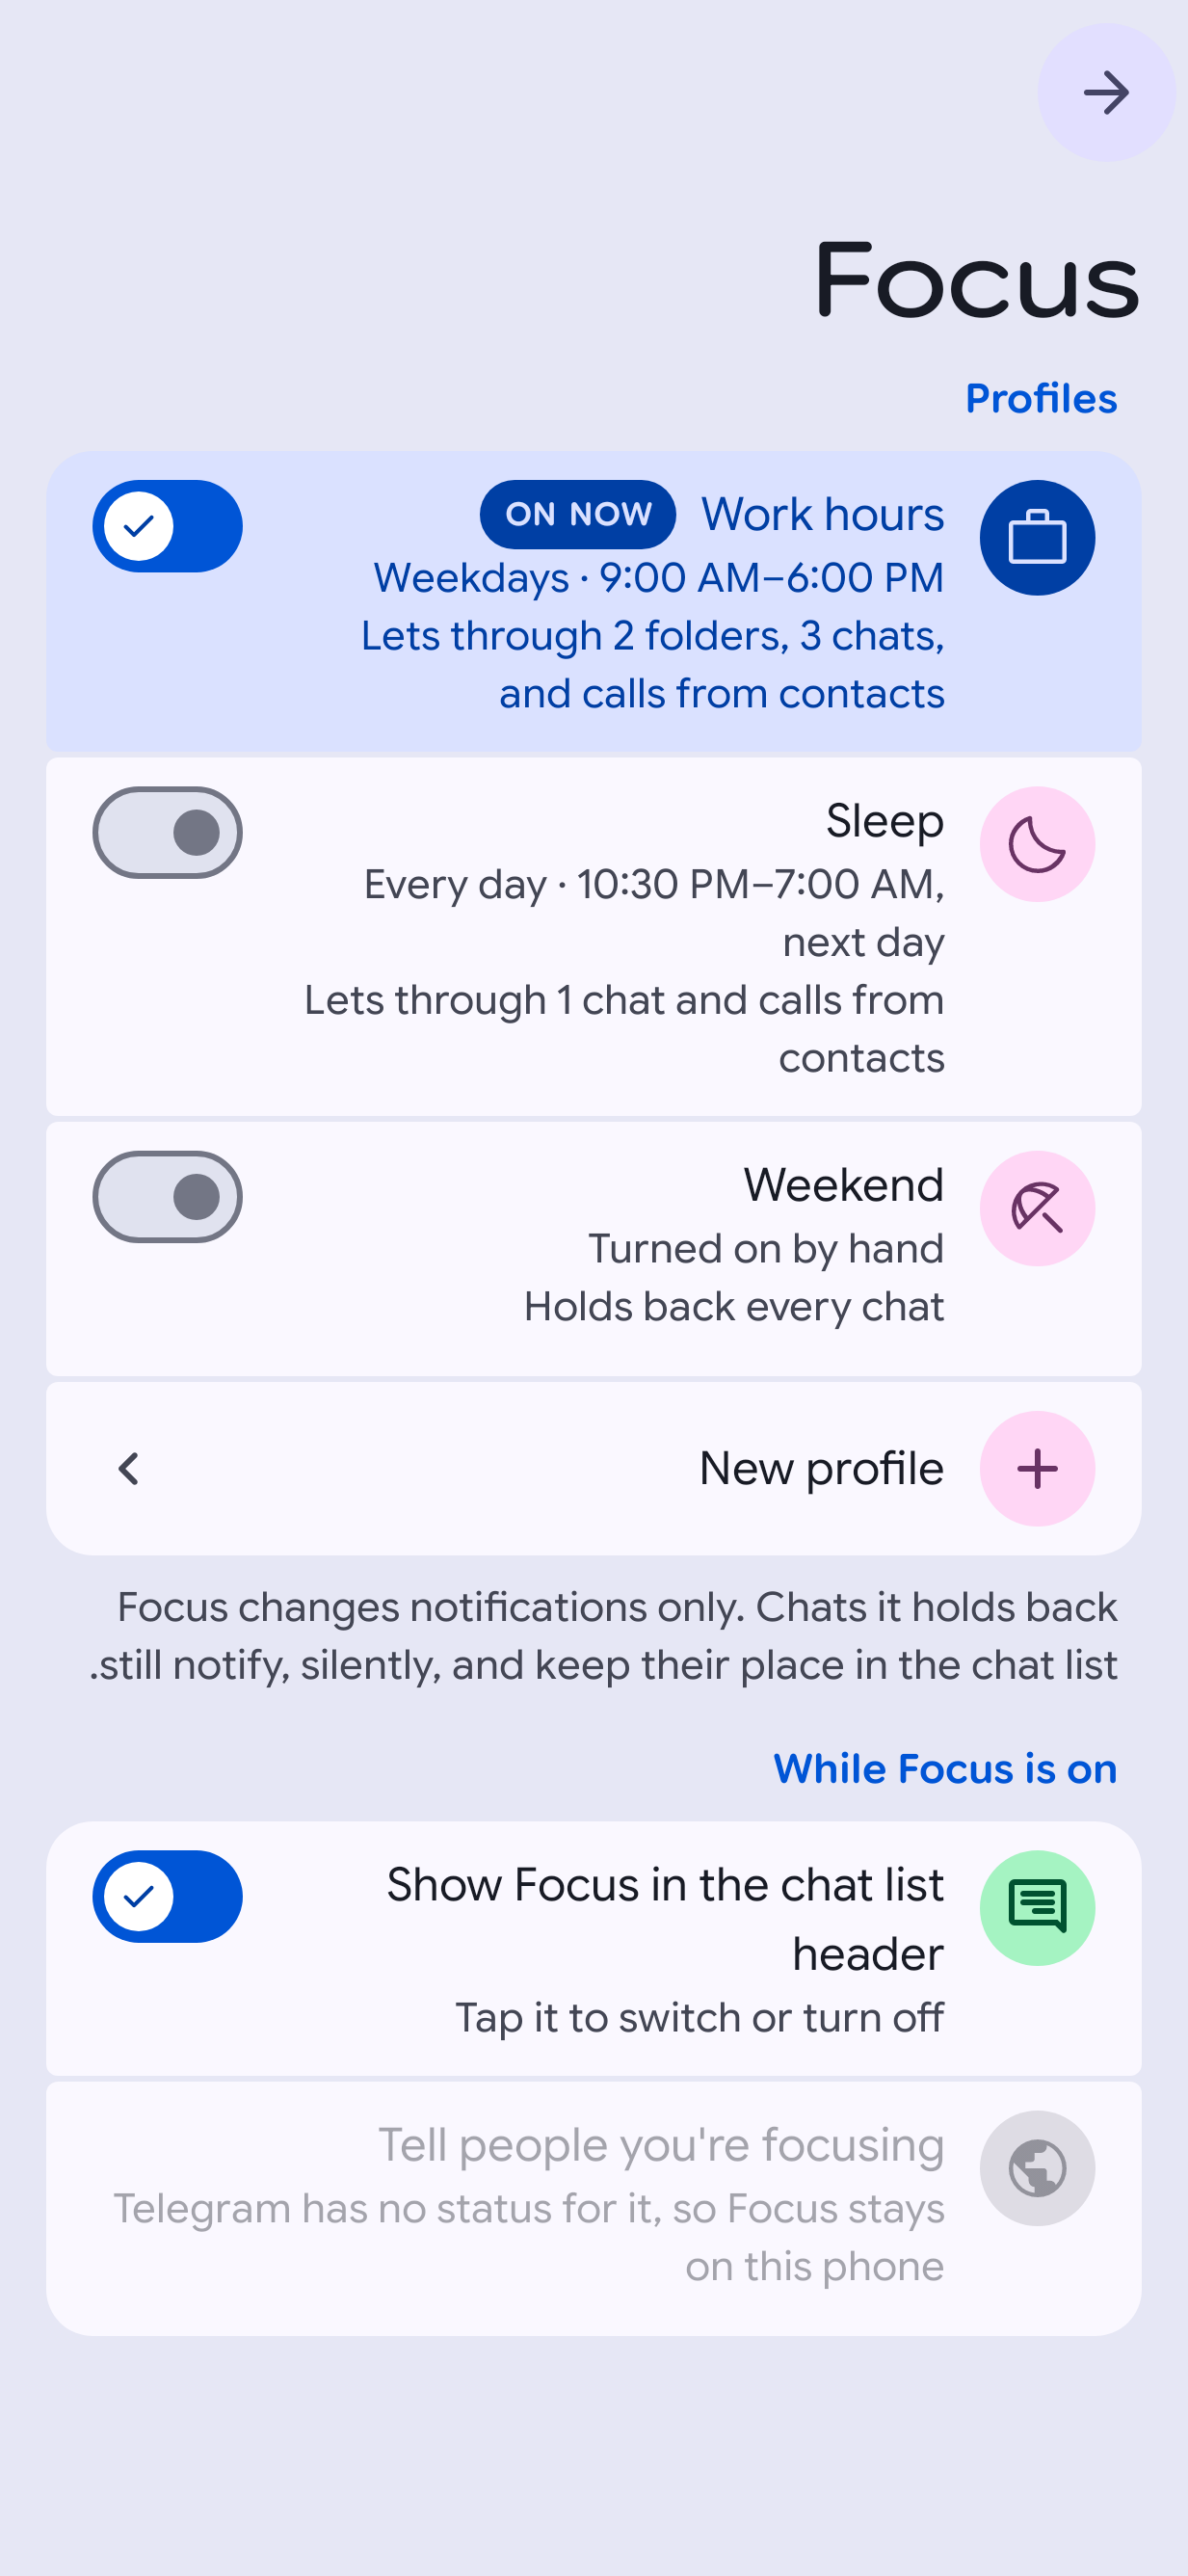 Focus
Profiles
Work hours ON NOW
Weekdays · 9:00 AM–6:00 PM
Lets through 2 folders, 3 chats,
and calls from contacts
Sleep
Every day · 10:30 PM–7:00 AM,
next day
Lets through 1 chat and calls from
contacts
Weekend
Turned on by hand
Holds back every chat
New profile
Focus changes notifications only. Chats it holds back
.still notify, silently, and keep their place in the chat list
While Focus is on
Show Focus in the chat list
header
Tap it to switch or turn off
Tell people you're focusing
Telegram has no status for it, so Focus stays
on this phone